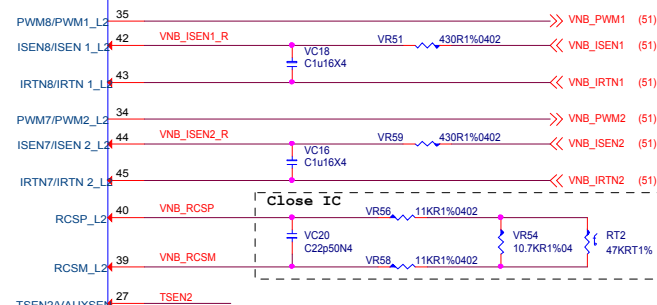 PWM8/PWM1_L2 35 VNB_PWM1 (51)
ISEN8/ISEN 1_L2 42 VNB_ISEN1_R VR51 430R1%0402 VNB_ISEN1 (51)
VC18
C1u16X4
IRTN8/IRTN 1_L2 43 VNB_IRTN1 (51)
PWM7/PWM2_L2 34 VNB_PWM2 (51)
ISEN7/ISEN 2_L2 44 VNB_ISEN2_R VR59 430R1%0402 VNB_ISEN2 (51)
VC16
C1u16X4
IRTN7/IRTN 2_L2 45 VNB_IRTN2 (51)
Close IC
RCSP_L2 40 VNB_RCSP VR56 11KR1%0402
VC20 VR54 RT2
C22p50N4 10.7KR1%04 47KRT1%
RCSM_L2 39 VNB_RCSM VR58 11KR1%0402
TSEN2/VAUXSEN 27 TSEN2